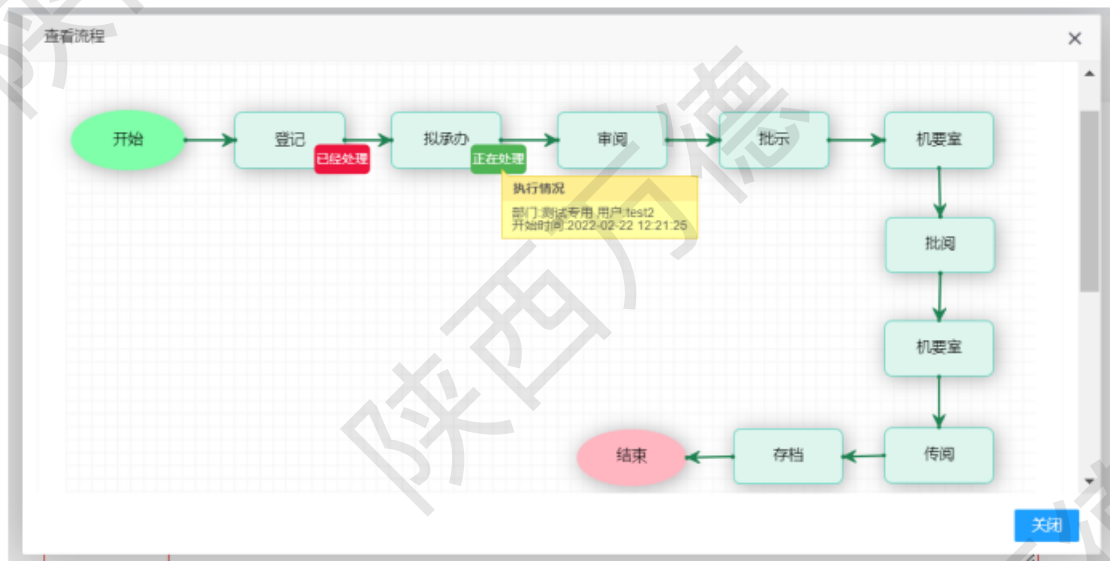 查看流程
×
开始
登记
已经处理
拟承办
正在处理
审阅
批示
机要室
执行情况
部门:测试专用 用户:test2
开始时间:2022-02-22 12:21:25
批阅
机要室
结束
存档
传阅
关闭
陕西万德